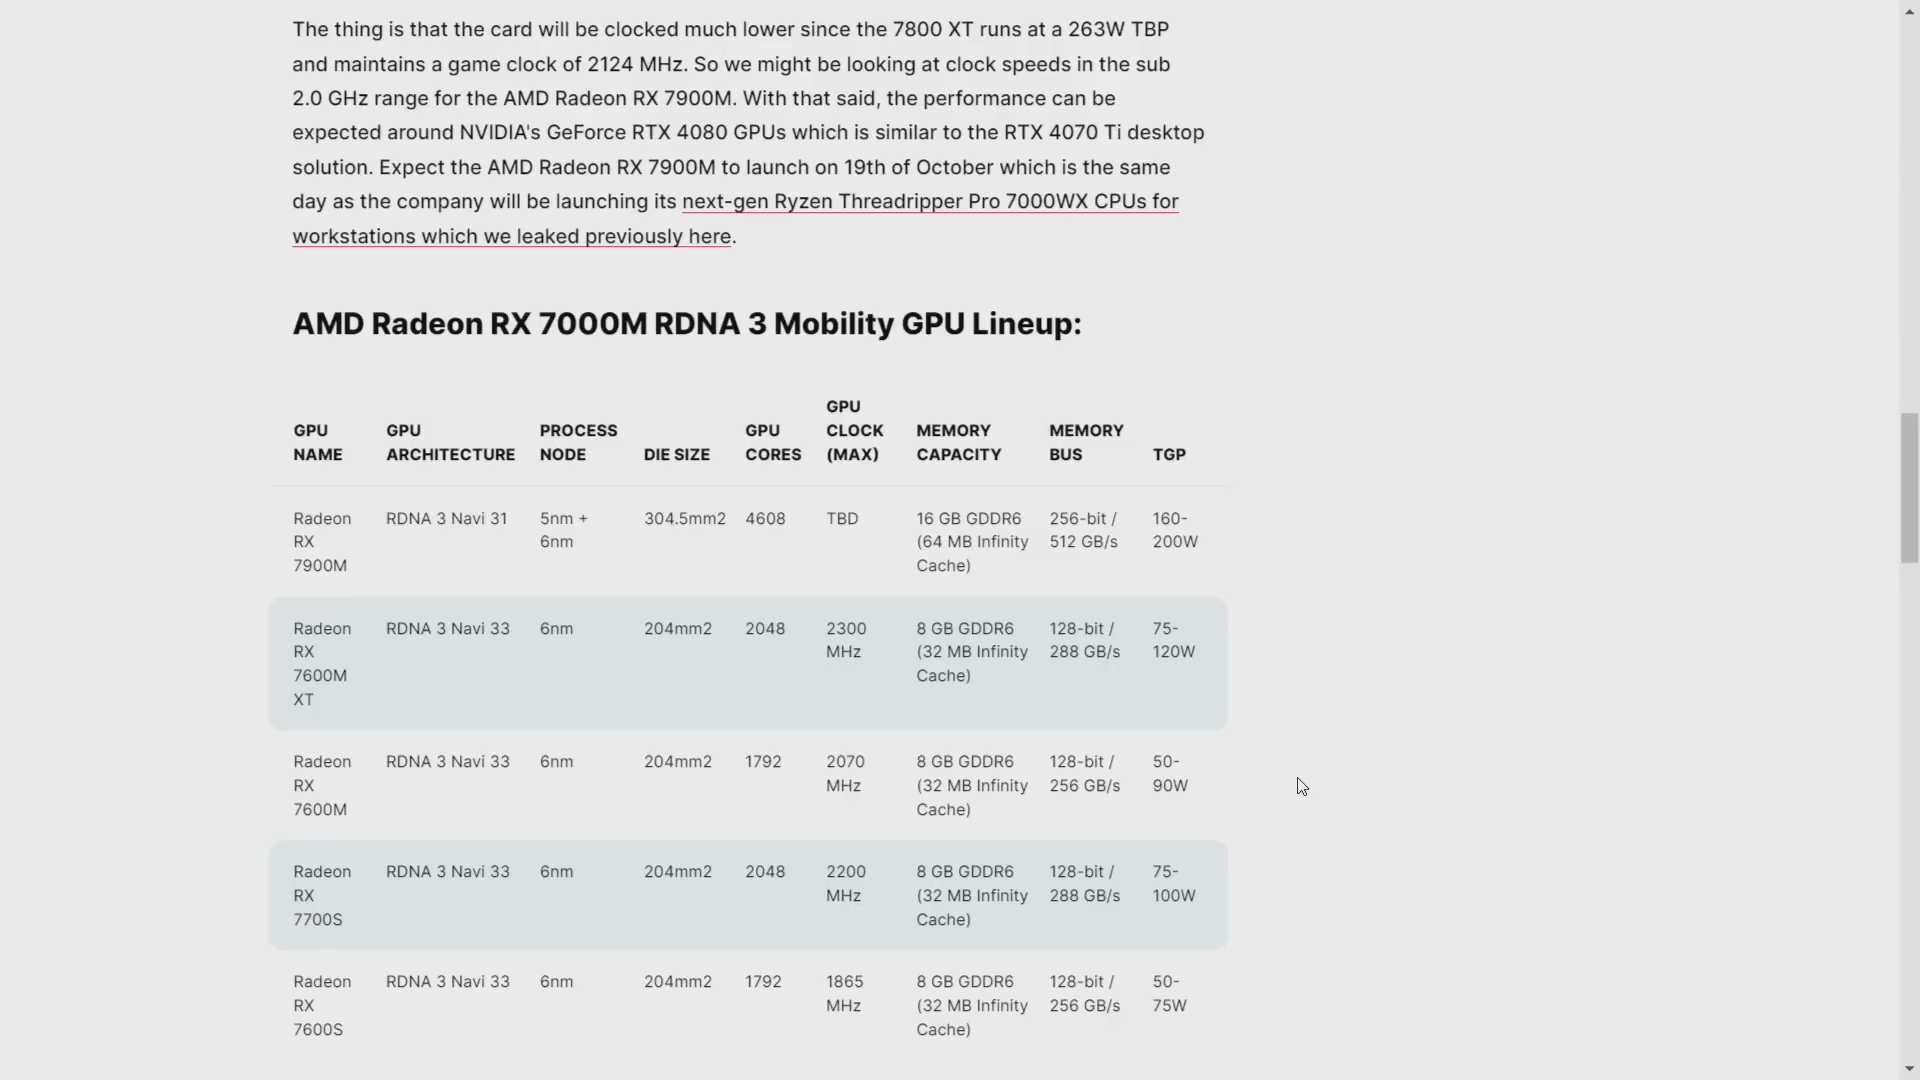 The thing is that the card will be clocked much lower since the 7800 XT runs at a 263W TBP
and maintains a game clock of 2124 MHz. So we might be looking at clock speeds in the sub
2.0 GHz range for the AMD Radeon RX 7900M. With that said, the performance can be
expected around NVIDIA's GeForce RTX 4080 GPUs which is similar to the RTX 4070 Ti desktop
solution. Expect the AMD Radeon RX 7900M to launch on 19th of October which is the same
day as the company will be launching its next-gen Ryzen Threadripper Pro 7000WX CPUs for
workstations which we leaked previously here.
AMD Radeon RX 7000M RDNA 3 Mobility GPU Lineup:
GPU
GPU GPU PROCESS GPU CLOCK MEMORY MEMORY
NAME ARCHITECTURE NODE DIE SIZE CORES (MAX) CAPACITY BUS TGP
Radeon RDNA 3 Navi 31 5nm + 304.5mm2 4608 TBD 16 GB GDDR6 256-bit / 160-
RX 6nm (64 MB Infinity 512 GB/s 200W
7900M Cache)
Radeon RDNA 3 Navi 33 6nm 204mm2 2048 2300 8 GB GDDR6 128-bit / 75-
RX MHz (32 MB Infinity 288 GB/s 120W
7600M Cache)
XT
Radeon RDNA 3 Navi 33 6nm 204mm2 1792 2070 8 GB GDDR6 128-bit / 50-
RX MHz (32 MB Infinity 256 GB/s 90W
7600M Cache)
Radeon RDNA 3 Navi 33 6nm 204mm2 2048 2200 8 GB GDDR6 128-bit / 75-
RX MHz (32 MB Infinity 288 GB/s 100W
7700S Cache)
Radeon RDNA 3 Navi 33 6nm 204mm2 1792 1865 8 GB GDDR6 128-bit / 50-
RX MHz (32 MB Infinity 256 GB/s 75W
7600S Cache)